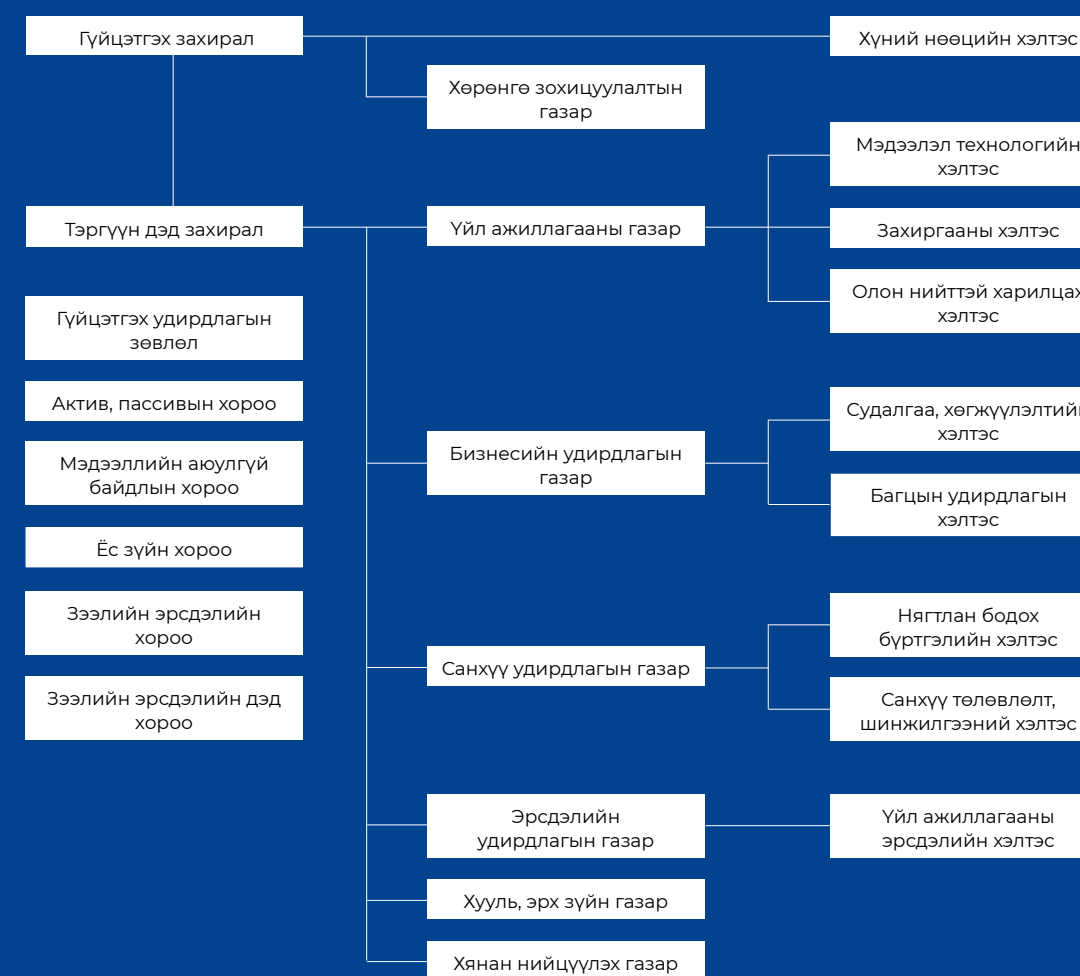 Гүйцэтгэх захирал
Хүний нөөцийн хэлтэс
Хөрөнгө зохицуулалтын
газар
Мэдээлэл технологийн
хэлтэс
Тэргүүн дэд захирал
Үйл ажиллагааны газар
Захиргааны хэлтэс
Олон нийттэй харилцах
хэлтэс
Гүйцэтгэх удирдлагын
зөвлөл
Актив, пассивын хороо
Мэдээллийн аюулгүй
байдлын хороо
Ёс зүйн хороо
Зээлийн эрсдэлийн
хороо
Зээлийн эрсдэлийн дэд
хороо
Бизнесийн удирдлагын
газар
Судалгаа, хөгжүүлэлтийн
хэлтэс
Багцын удирдлагын
хэлтэс
Санхүү удирдлагын газар
Нягтлан бодох
бүртгэлийн хэлтэс
Санхүү төлөвлөлт,
шинжилгээний хэлтэс
Эрсдэлийн
удирдлагын газар
Үйл ажиллагааны
эрсдэлийн хэлтэс
Хууль, эрх зүйн газар
Хянан нийцүүлэх газар